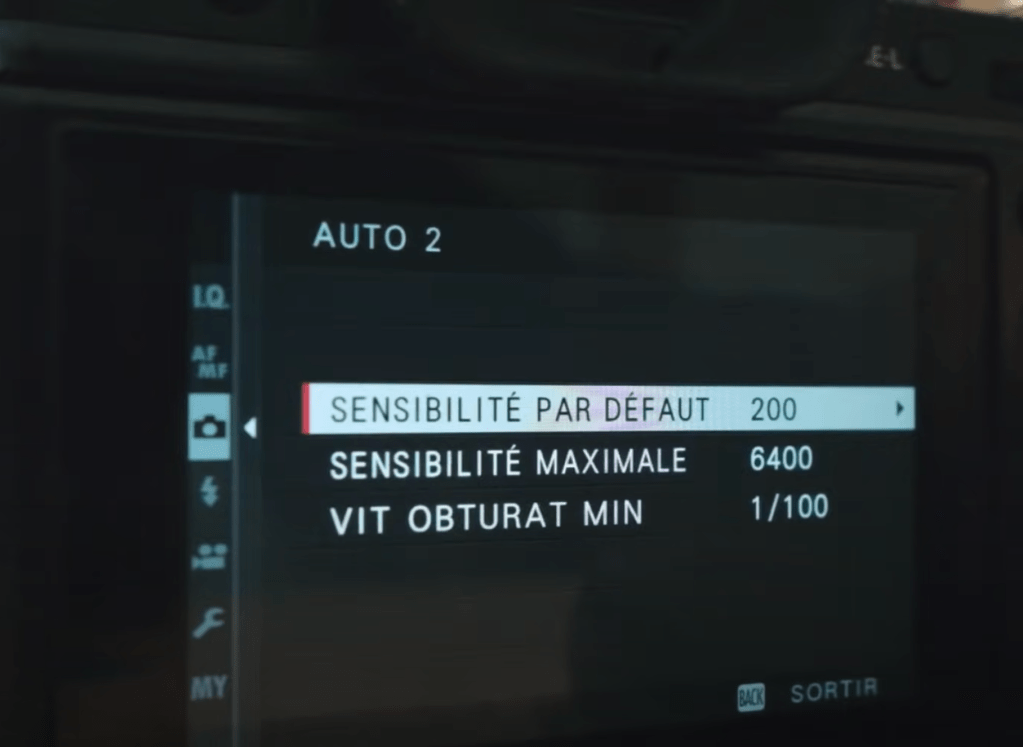 AUTO 2
I.Q.
AF
MF
SENSIBILITÉ PAR DÉFAUT 200
SENSIBILITÉ MAXIMALE 6400
VIT OBTURAT MIN 1/100
MY
BACK SORTIR